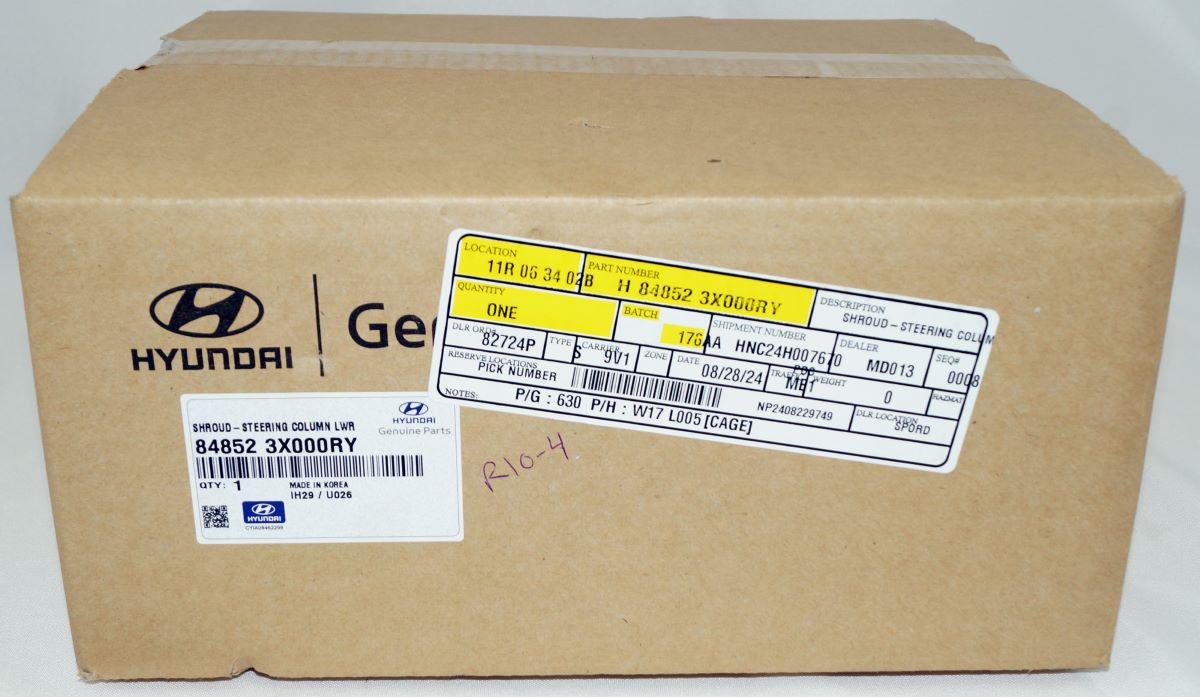 HYUNDAI
Ge
LOCATION
11R 06 34 02B
PART NUMBER
H 84852 3X000RY
DESCRIPTION
SHROUD-STEERING COLUM
QUANTITY
ONE
BATCH
176AA
SHIPMENT NUMBER
HNC24H007670
DEALER
MD013
SEQ#
0008
DLR ORD#
82724P
TYPE
S
CARRIER
9V1
ZONE
DATE
08/28/24
PDC
MB1
WEIGHT
0
HAZMAT
RESERVE LOCATIONS
PICK NUMBER
NP2408229749
DLR LOCATION
SPORD
NOTES:
P/G : 630 P/H : W17 L005 [CAGE]
HYUNDAI
Genuine Parts
SHROUD-STEERING COLUMN LWR
84852 3X000RY
QTY: 1
MADE IN KOREA
IH29 / U026
HYUNDAI
R10-4